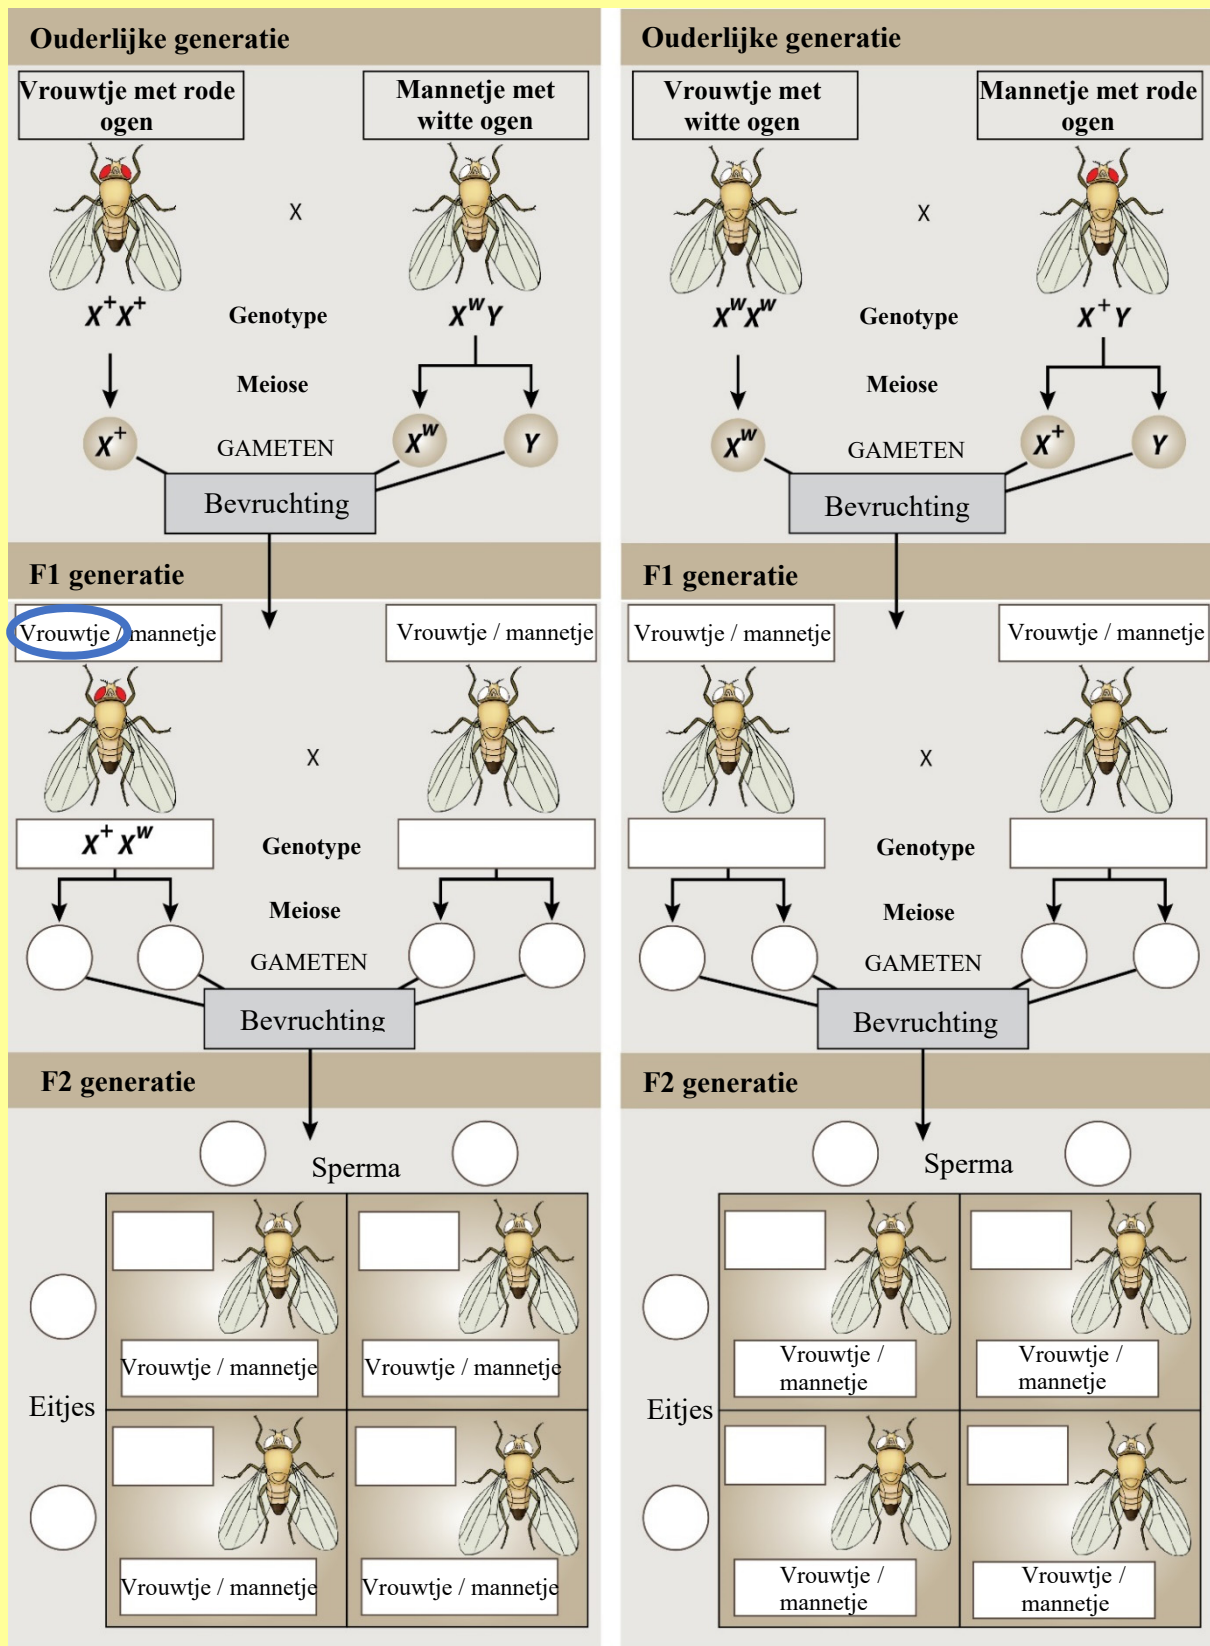 Ouderlijke generatie
Vrouwtje met rode
ogen
Mannetje met
witte ogen
X
X⁺X⁺
Genotype
XʷY
Meiose
X⁺
GAMETEN
Xʷ
Y
Bevruchting
F1 generatie
Vrouwtje / mannetje
Vrouwtje / mannetje
X
X⁺ Xʷ
Genotype
Meiose
GAMETEN
Bevruchting
F2 generatie
Sperma
Vrouwtje / mannetje
Vrouwtje / mannetje
Eitjes
Vrouwtje / mannetje
Vrouwtje / mannetje
Ouderlijke generatie
Vrouwtje met
witte ogen
Mannetje met rode
ogen
X
XʷXʷ
Genotype
X⁺Y
Meiose
Xʷ
GAMETEN
X⁺
Y
Bevruchting
F1 generatie
Vrouwtje / mannetje
Vrouwtje / mannetje
X
Genotype
Meiose
GAMETEN
Bevruchting
F2 generatie
Sperma
Vrouwtje /
mannetje
Vrouwtje /
mannetje
Eitjes
Vrouwtje /
mannetje
Vrouwtje /
mannetje